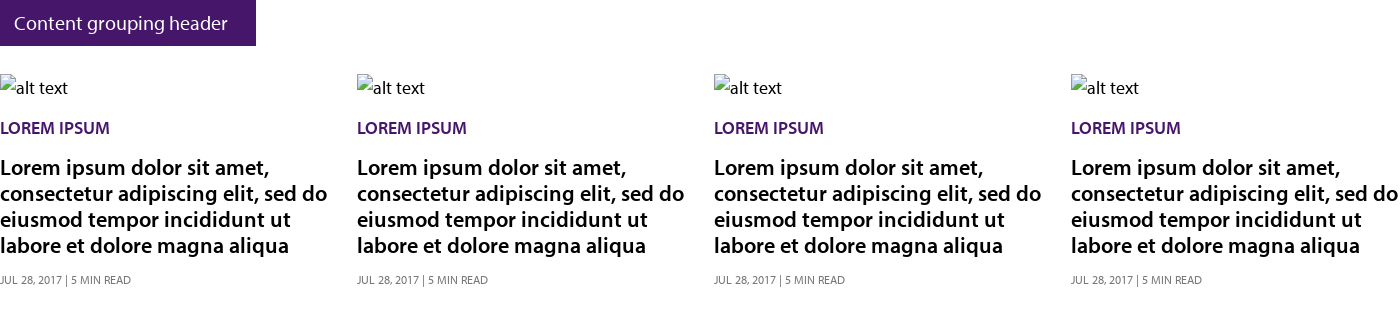 Content grouping header
alt text
LOREM IPSUM
Lorem ipsum dolor sit amet,
consectetur adipiscing elit, sed do
eiusmod tempor incididunt ut
labore et dolore magna aliqua
JUL 28, 2017 | 5 MIN READ
alt text
LOREM IPSUM
Lorem ipsum dolor sit amet,
consectetur adipiscing elit, sed do
eiusmod tempor incididunt ut
labore et dolore magna aliqua
JUL 28, 2017 | 5 MIN READ
alt text
LOREM IPSUM
Lorem ipsum dolor sit amet,
consectetur adipiscing elit, sed do
eiusmod tempor incididunt ut
labore et dolore magna aliqua
JUL 28, 2017 | 5 MIN READ
alt text
LOREM IPSUM
Lorem ipsum dolor sit amet,
consectetur adipiscing elit, sed do
eiusmod tempor incididunt ut
labore et dolore magna aliqua
JUL 28, 2017 | 5 MIN READ